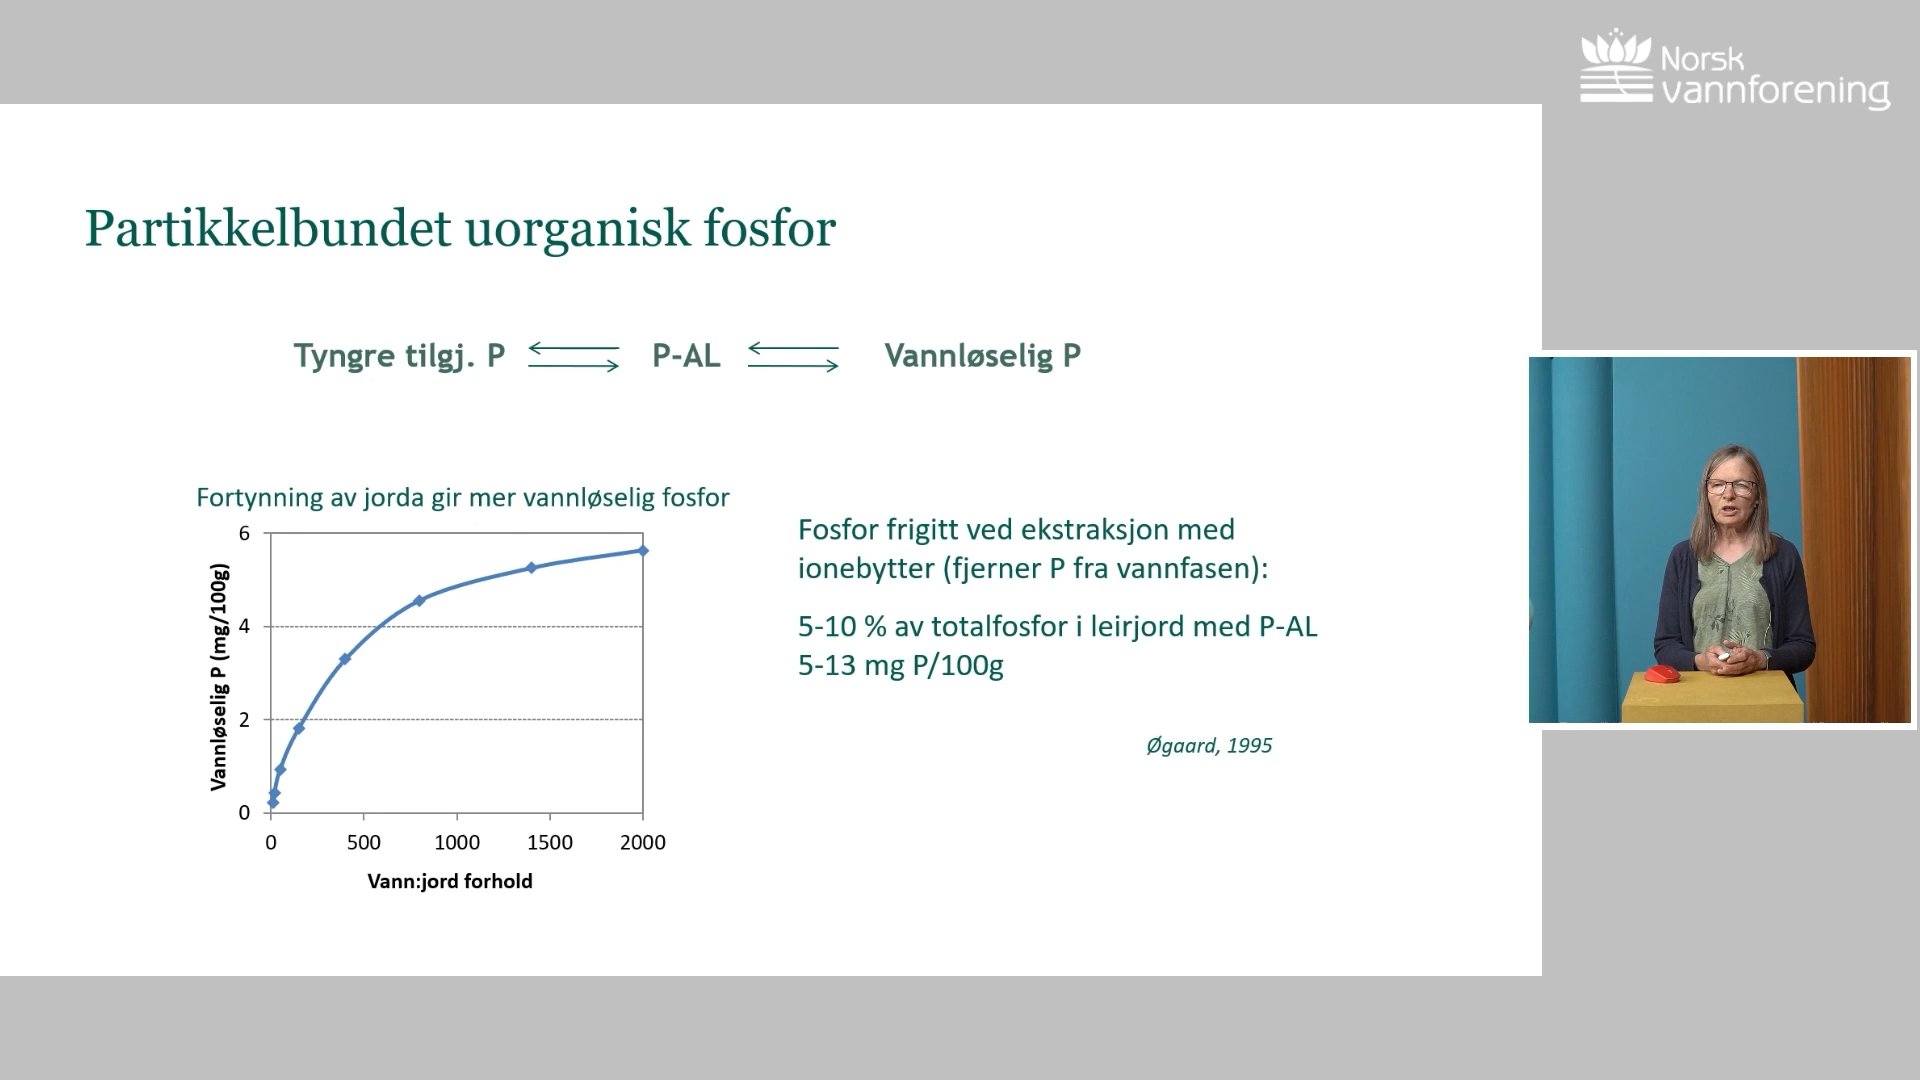 Norsk
vannforening
Partikkelbundet uorganisk fosfor
Tyngre tilgj. P P-AL Vannløselig P
Fortynning av jorda gir mer vannløselig fosfor
6
4
2
0
Vannløselig P (mg/100g)
0 500 1000 1500 2000
Vann:jord forhold
Fosfor frigitt ved ekstraksjon med
ionebytter (fjerner P fra vannfasen):
5-10 % av totalfosfor i leirjord med P-AL
5-13 mg P/100g
Øgaard, 1995